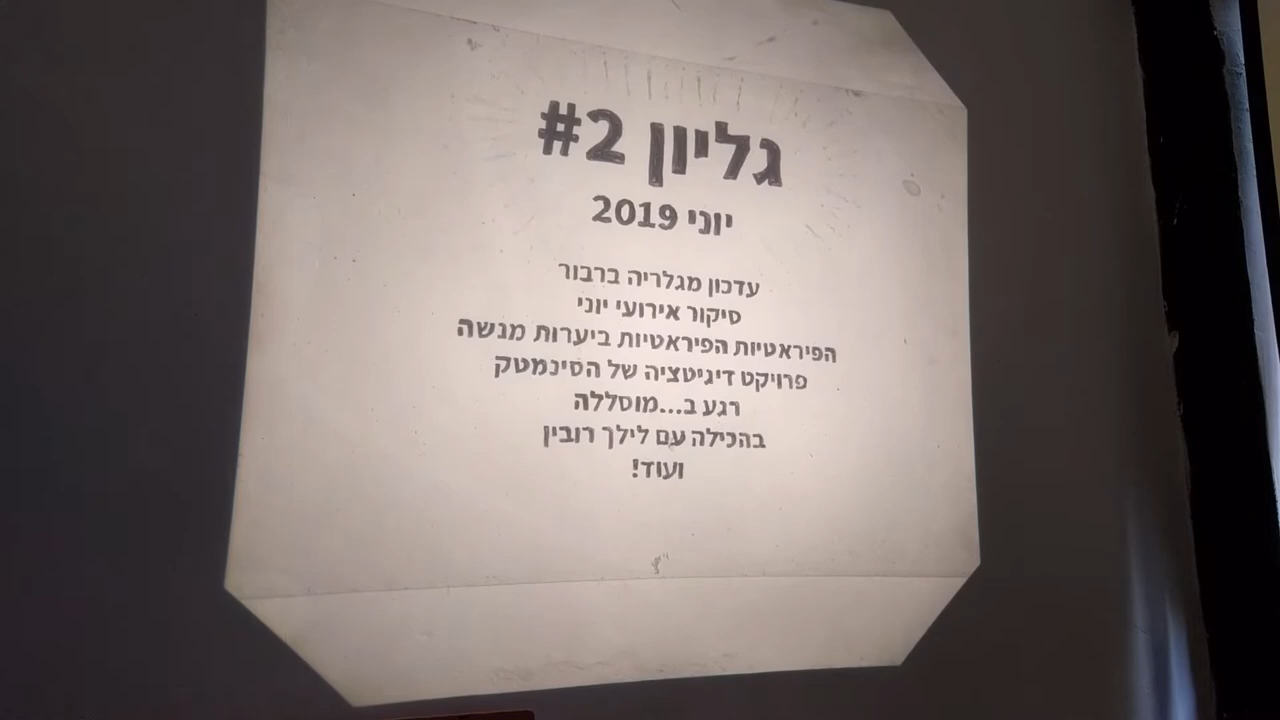 גליון 2#
יוני 2019
עדכון מגלריה ברבור
סיקור אירועי יוני
הפיראטיות הפיראטיות ביערות מנשה
פרויקט דיגיטציה של הסינמטק
רגע ב...מוסללה
בהכילה עם לילך רובין
ועוד!